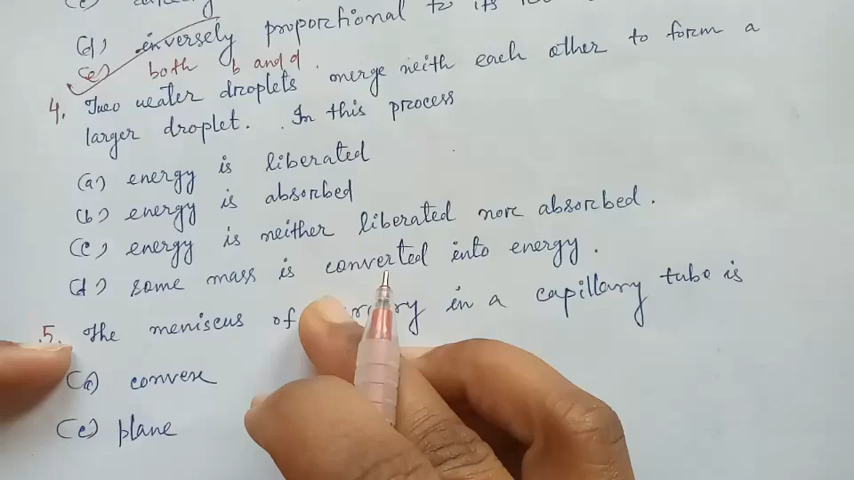 (d) inversely proportional to its
(e) both b and d.
4. Two water droplets merge with each other to form a
larger droplet. In this process
(a) energy is liberated
(b) energy is absorbed
(c) energy is neither liberated nor absorbed.
(d) some mass is converted into energy.
5. The meniscus of in a capillary tube is
(a) convex
(c) plane